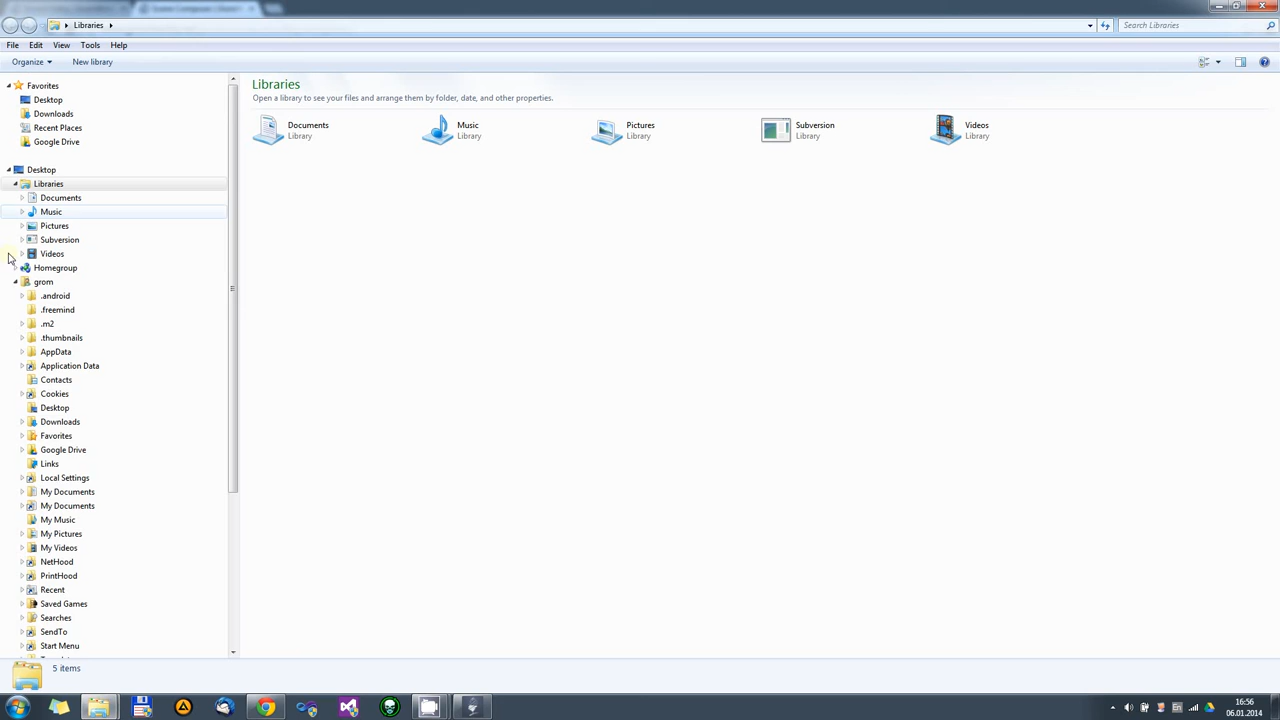 Libraries
Search Libraries
File Edit View Tools Help
Organize New library
Favorites
Desktop
Downloads
Recent Places
Google Drive
Desktop
Libraries
Documents
Music
Pictures
Subversion
Videos
Homegroup
grom
.android
.freemind
.m2
.thumbnails
AppData
Application Data
Contacts
Cookies
Desktop
Downloads
Favorites
Google Drive
Links
Local Settings
My Documents
My Documents
My Music
My Pictures
My Videos
NetHood
PrintHood
Recent
Saved Games
Searches
SendTo
Start Menu
Libraries
Open a library to see your files and arrange them by folder, date, and other properties.
Documents
Library
Music
Library
Pictures
Library
Subversion
Library
Videos
Library
5 items
EN
16:56
06.01.2014